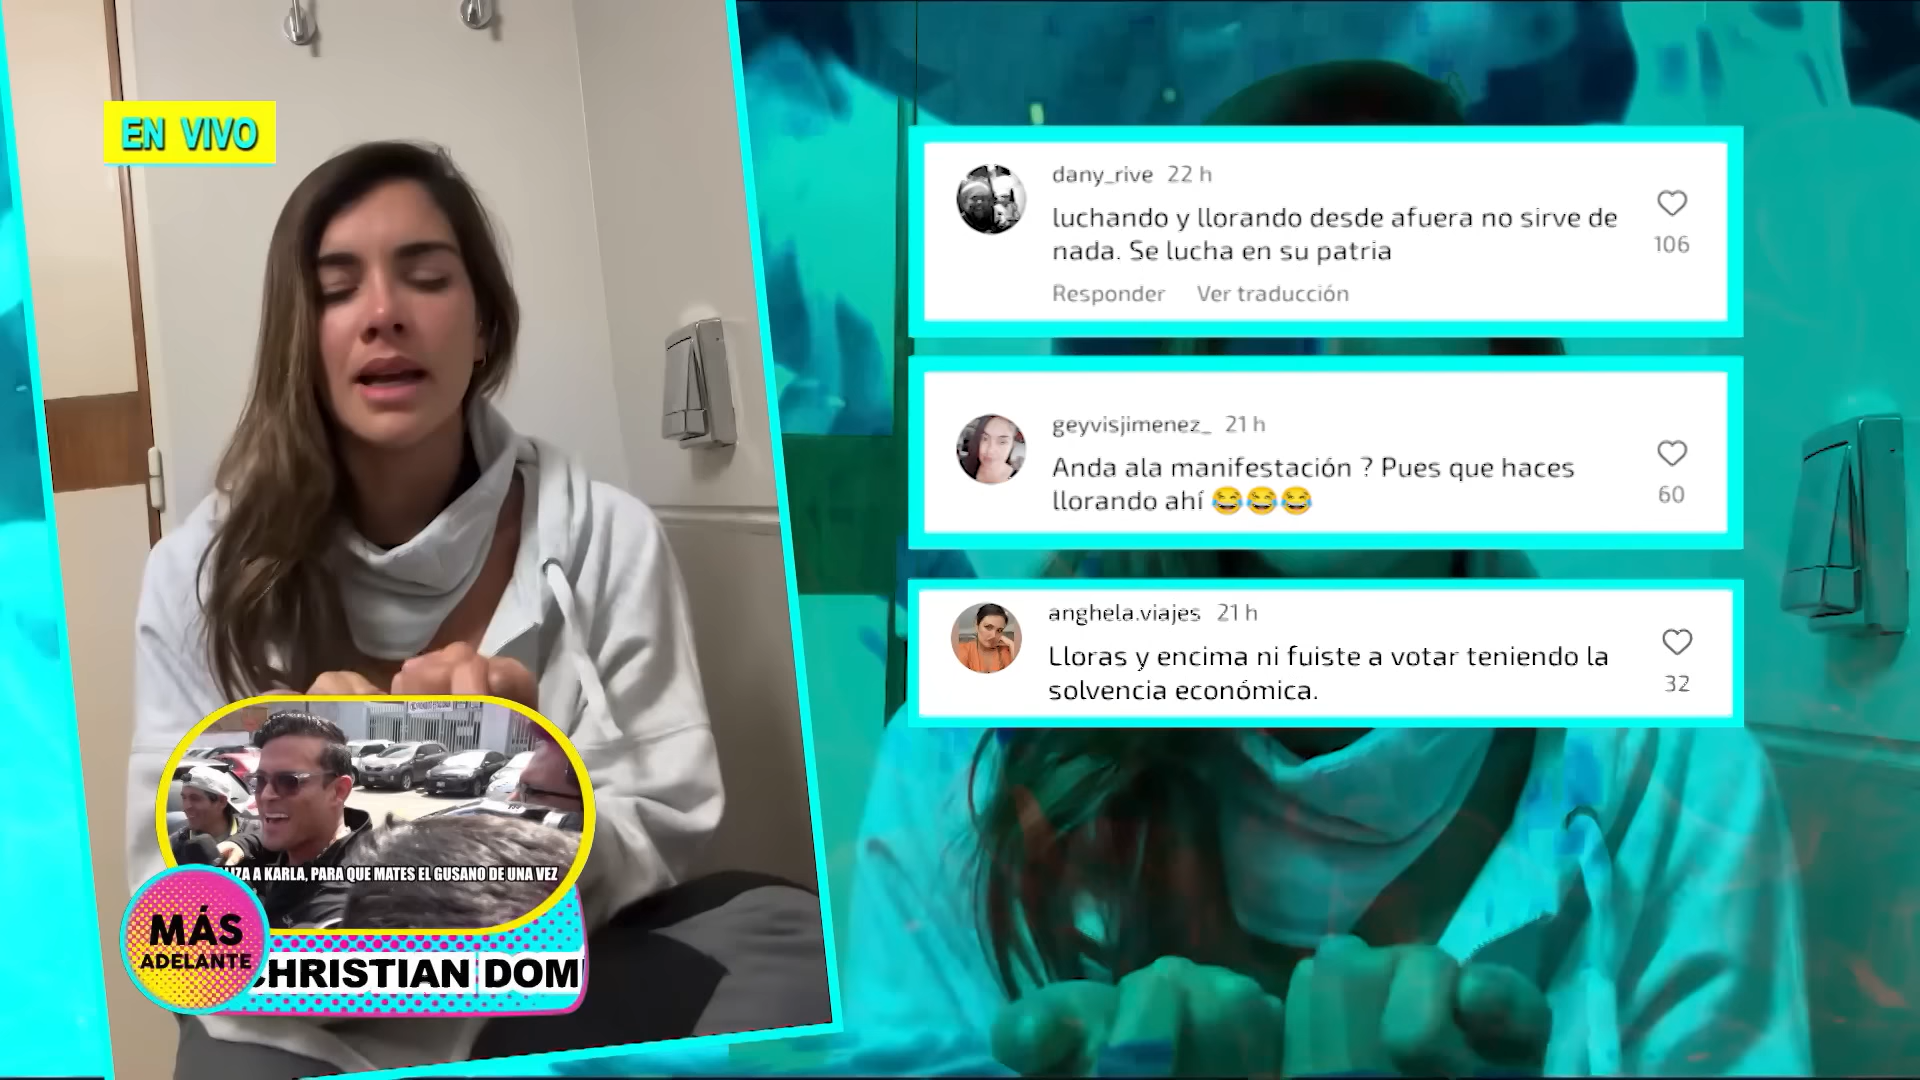 EN VIVO
dany_rive 22 h
luchando y llorando desde afuera no sirve de
nada. Se lucha en su patria
Responder Ver traducción
106
geyvisjimenez_ 21 h
Anda ala manifestación ? Pues que haces
llorando ahí 😂😂😂
60
anghela.viajes 21 h
Lloras y encima ni fuiste a votar teniendo la
solvencia económica.
32
A KARLA, PARA QUE MATES EL GUSANO DE UNA VEZ
MÁS
ADELANTE
CHRISTIAN DOM